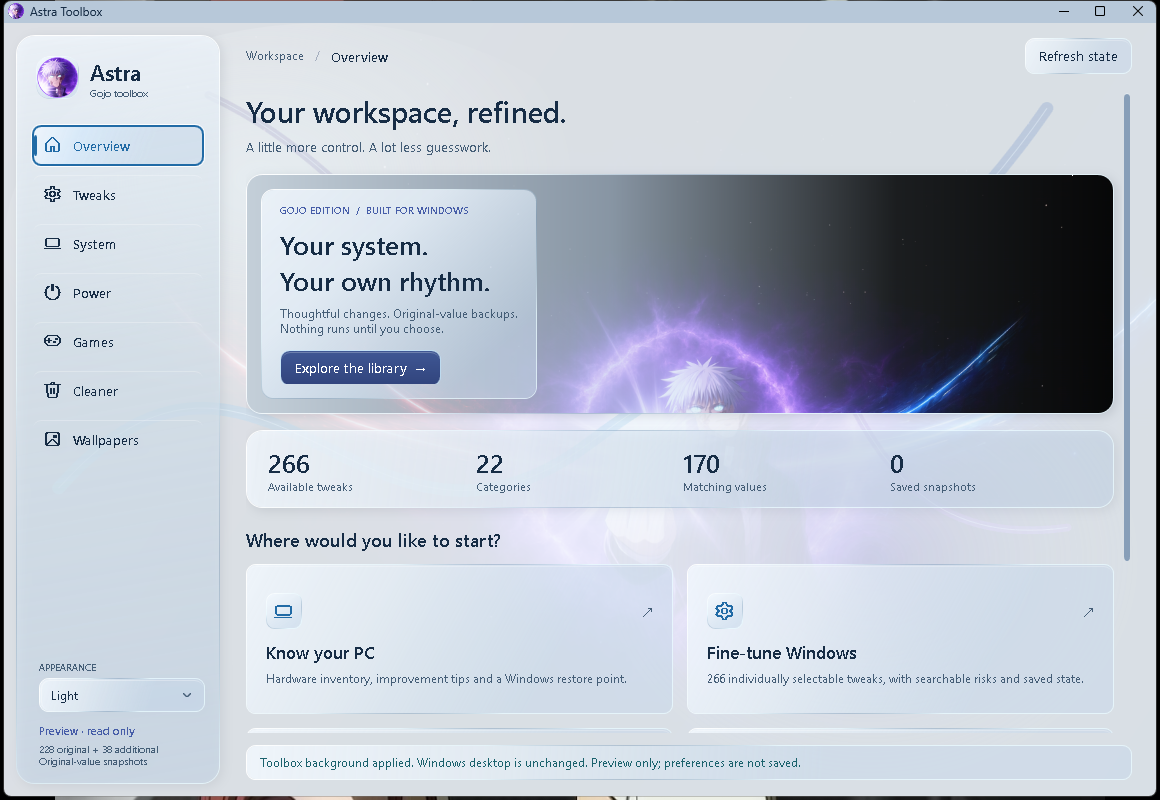 Astra Toolbox
Astra
Gojo toolbox
Overview
Tweaks
System
Power
Games
Cleaner
Wallpapers
APPEARANCE
Light
Preview · read only
228 original + 38 additional
Original-value snapshots
Workspace / Overview
Refresh state
Your workspace, refined.
A little more control. A lot less guesswork.
GOJO EDITION / BUILT FOR WINDOWS
Your system.
Your own rhythm.
Thoughtful changes. Original-value backups.
Nothing runs until you choose.
Explore the library →
266
Available tweaks
22
Categories
170
Matching values
0
Saved snapshots
Where would you like to start?
Know your PC
Hardware inventory, improvement tips and a Windows restore point.
Fine-tune Windows
266 individually selectable tweaks, with searchable risks and saved state.
Toolbox background applied. Windows desktop is unchanged. Preview only; preferences are not saved.